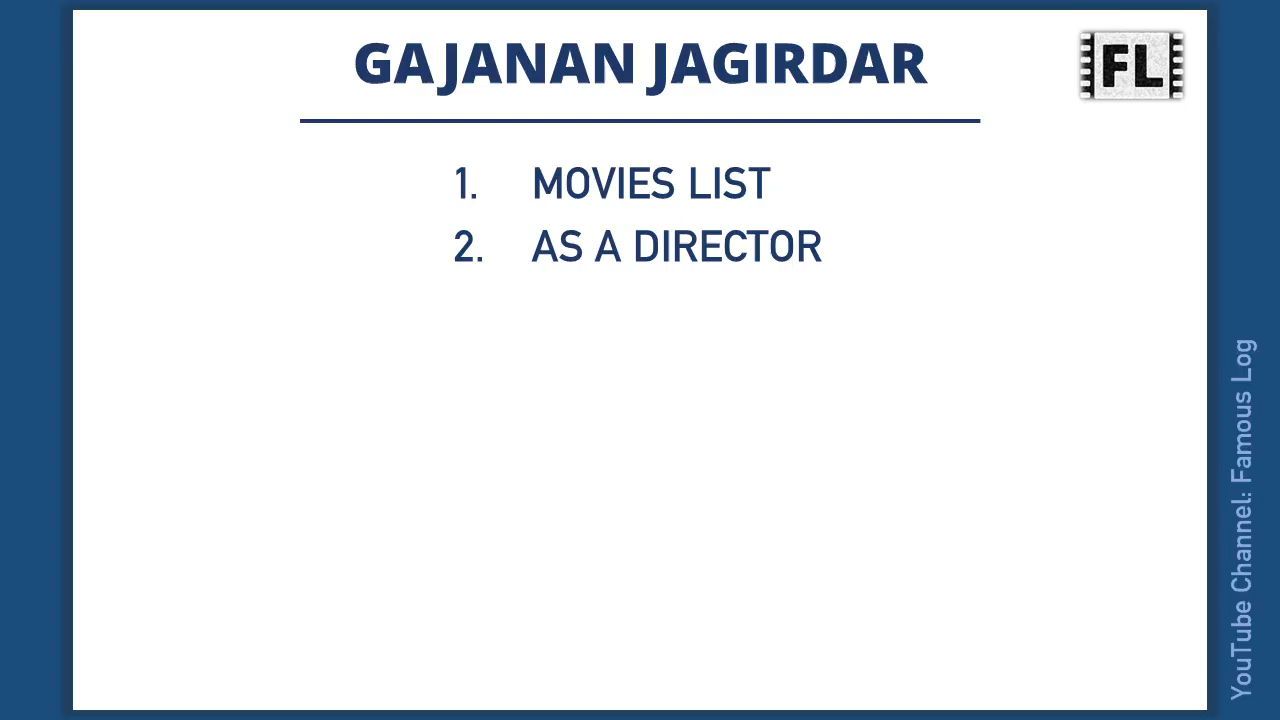 GAJANAN JAGIRDAR
FL
1. MOVIES LIST
2. AS A DIRECTOR
YouTube Channel: Famous Log